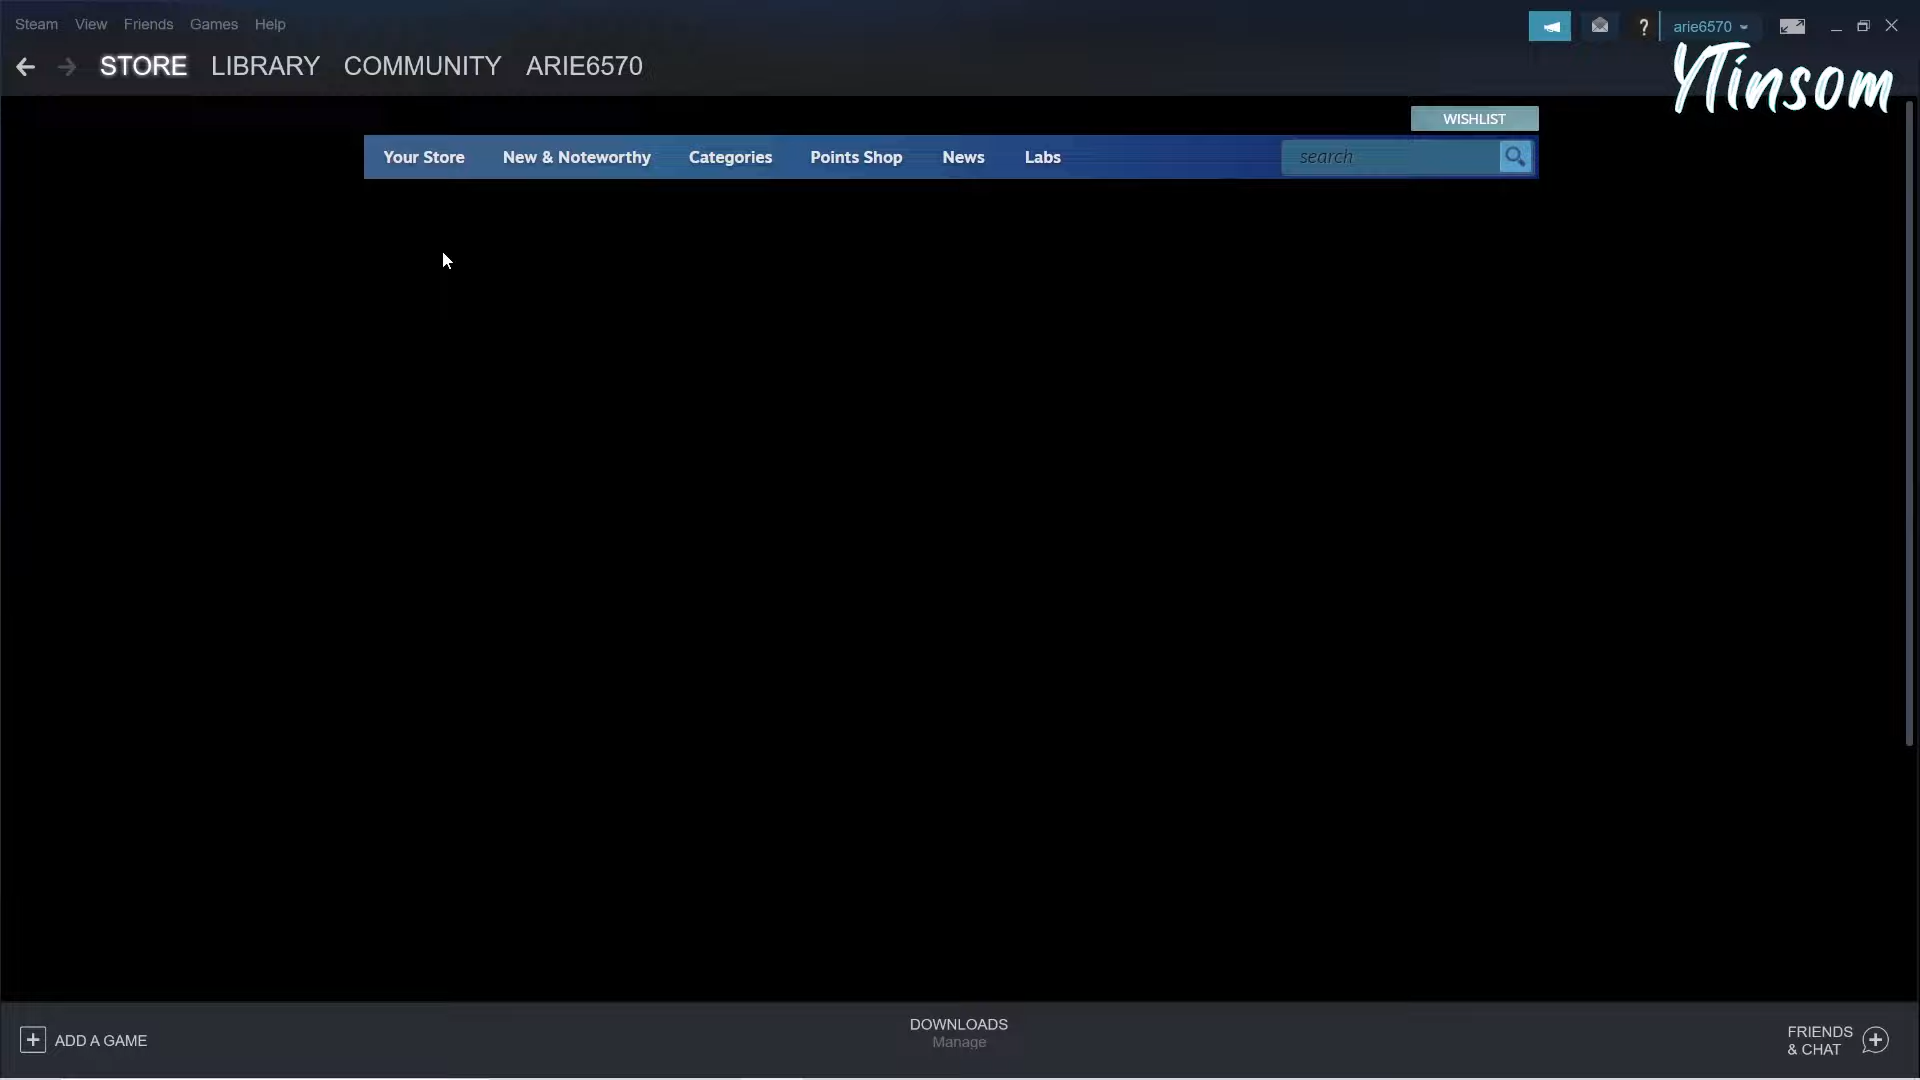 Steam View Friends Games Help
? arie6570
STORE LIBRARY COMMUNITY ARIE6570
YTinsom
WISHLIST
Your Store New & Noteworthy Categories Points Shop News Labs search
ADD A GAME
DOWNLOADS
Manage
FRIENDS
& CHAT